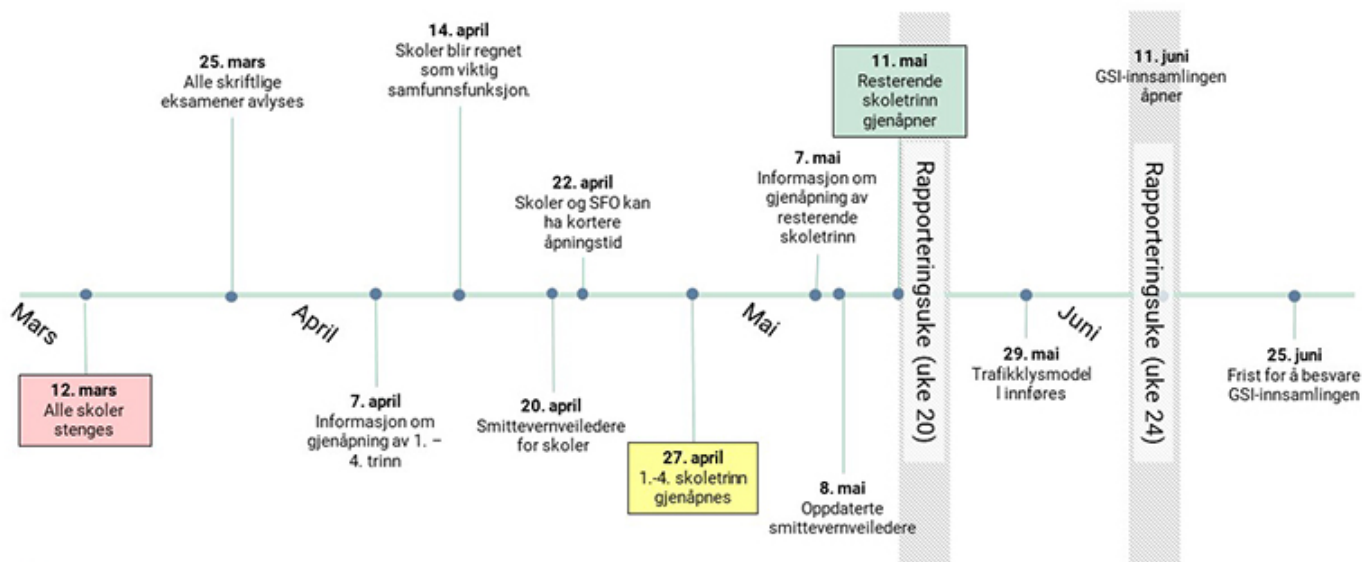 14. april
Skoler blir regnet
som viktig
samfunnsfunksjon.
25. mars
Alle skriftlige
eksamener avlyses
11. mai
Resterende
skoletrinn
gjenåpner
11. juni
GSI-innsamlingen
åpner
22. april
Skoler og SFO kan
ha kortere
åpningstid
7. mai
Informasjon om
gjenåpning av
resterende
skoletrinn
Rapporteringsuke (uke 20)
Rapporteringsuke (uke 24)
Mars
April
Mai
Juni
12. mars
Alle skoler
stenges
7. april
Informasjon om
gjenåpning av 1. –
4. trinn
20. april
Smittevernveiledere
for skoler
27. april
1.-4. skoletrinn
gjenåpnes
8. mai
Oppdaterte
smittevernveiledere
29. mai
Trafikklysmodel
l innføres
25. juni
Frist for å besvare
GSI-innsamlingen